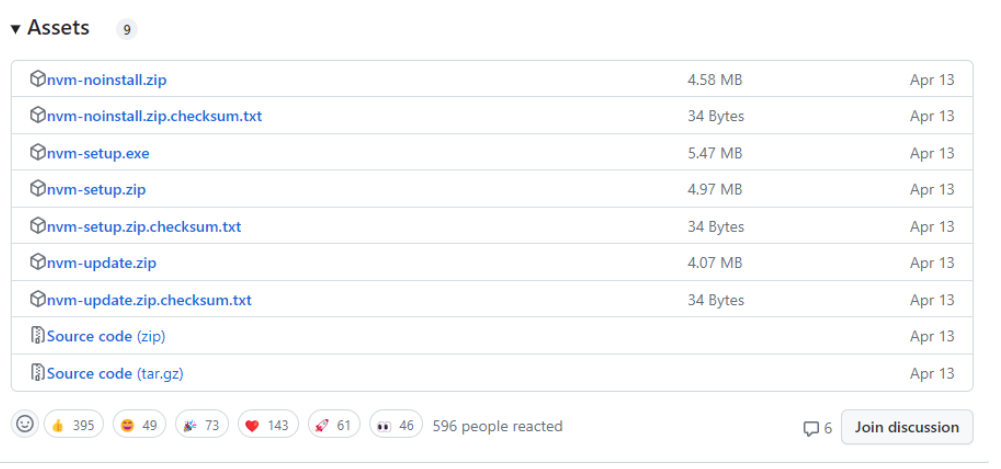 Assets 9
nvm-noinstall.zip 4.58 MB Apr 13
nvm-noinstall.zip.checksum.txt 34 Bytes Apr 13
nvm-setup.exe 5.47 MB Apr 13
nvm-setup.zip 4.97 MB Apr 13
nvm-setup.zip.checksum.txt 34 Bytes Apr 13
nvm-update.zip 4.07 MB Apr 13
nvm-update.zip.checksum.txt 34 Bytes Apr 13
Source code (zip) Apr 13
Source code (tar.gz) Apr 13
395 49 73 143 61 46 596 people reacted 6 Join discussion